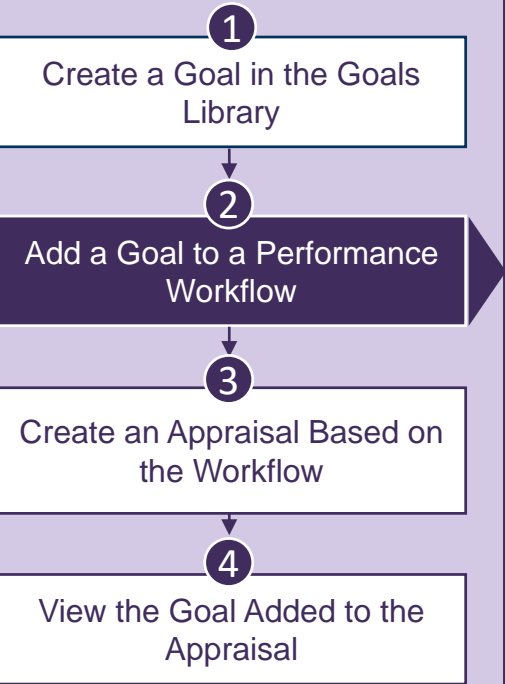 1
Create a Goal in the Goals
Library
2
Add a Goal to a Performance
Workflow
3
Create an Appraisal Based on
the Workflow
4
View the Goal Added to the
Appraisal